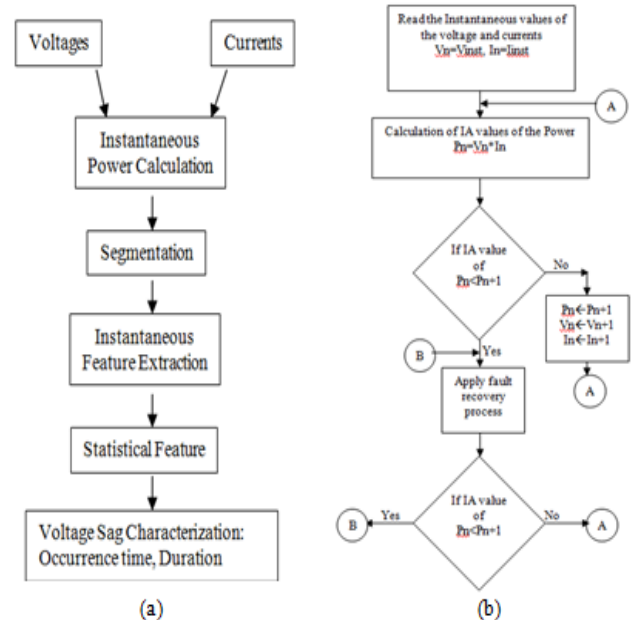 Voltages
Currents
Instantaneous
Power Calculation
Segmentation
Instantaneous
Feature Extraction
Statistical Feature
Voltage Sag Characterization:
Occurrence time, Duration
(a)
Read the Instantaneous values of
the voltage and currents
Vn=Vinst, In=Iinst
A
Calculation of IA values of the Power
Pn=Vn*In
If IA value
of
Pn<Pn+1
No
Pn←Pn+1
Vn←Vn+1
In←In+1
A
B
Yes
Apply fault
recovery
process
If IA value
of
Pn<Pn+1
Yes
B
No
A
(b)